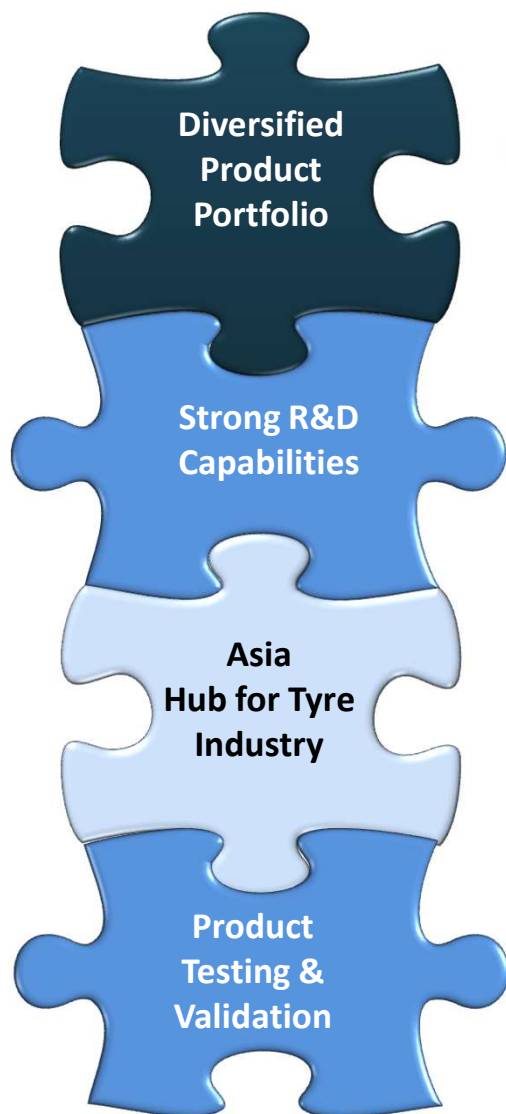 Diversified
Product
Portfolio
Strong R&D
Capabilities
Asia
Hub for Tyre
Industry
Product
Testing &
Validation